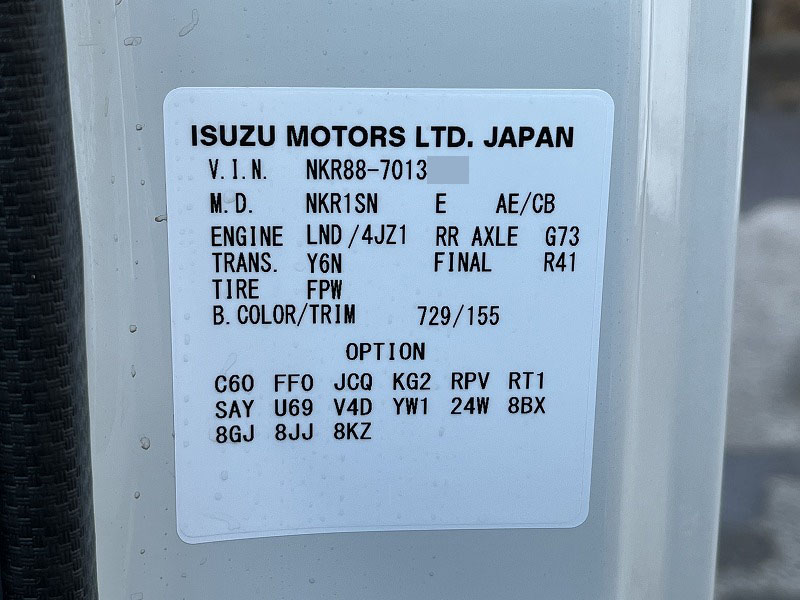 ISUZU MOTORS LTD. JAPAN
V.I.N. NKR88-7013
M.D. NKR1SN E AE/CB
ENGINE LND/4JZ1 RR AXLE G73
TRANS. Y6N FINAL R41
TIRE FPW
B.COLOR/TRIM 729/155
OPTION
C60 FF0 JCQ KG2 RPV RT1
SAY U69 V4D YW1 24W 8BX
8GJ 8JJ 8KZ